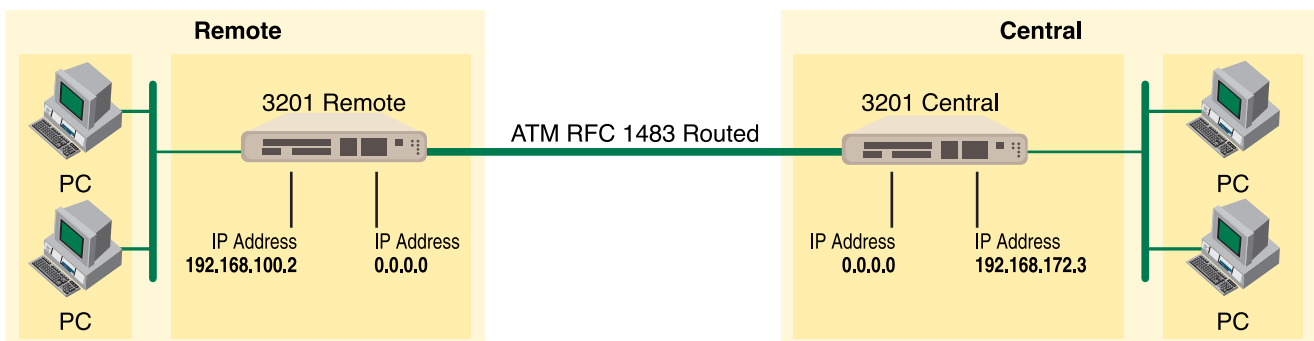 Remote
Central
3201 Remote
3201 Central
ATM RFC 1483 Routed
PC
PC
IP Address
192.168.100.2
IP Address
0.0.0.0
IP Address
0.0.0.0
IP Address
192.168.172.3
PC
PC